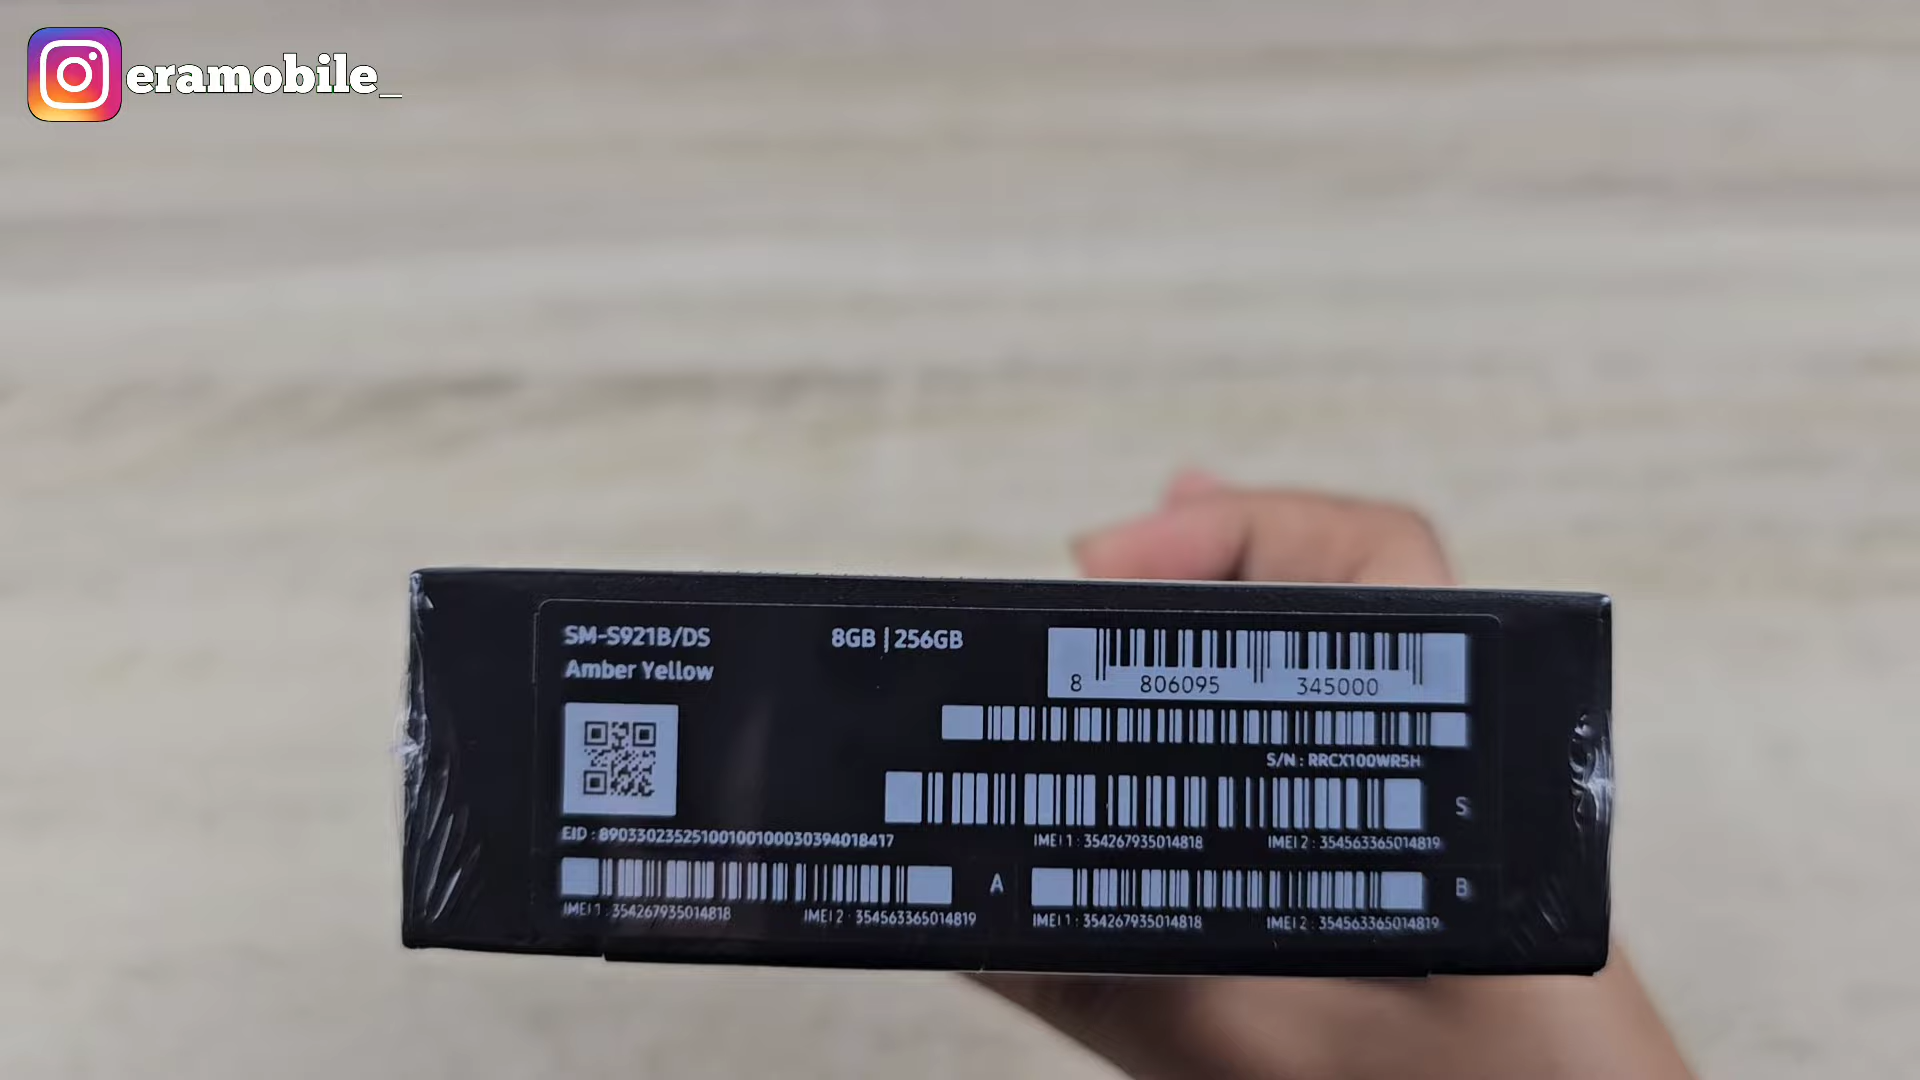 eramobile_
SM-S921B/DS
8GB | 256GB
Amber Yellow
8 806095 345000
S/N : RRCX100WR5H
S
EID : 89033023525100100100030394018417
IMEI 1 : 354267935014818
IMEI 2 : 354563365014819
A
B
IMEI 1 : 354267935014818
IMEI 2 : 354563365014819
IMEI 1 : 354267935014818
IMEI 2 : 354563365014819